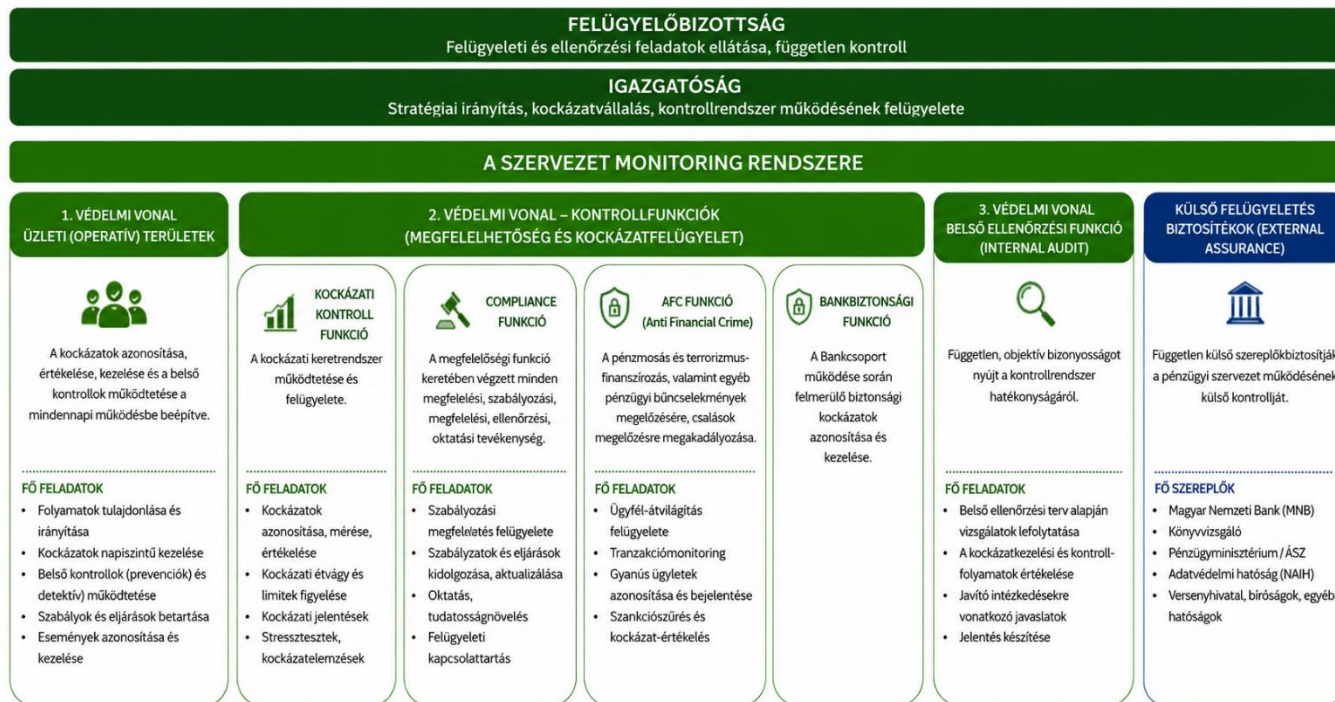 FELÜGYELŐBIZOTTSÁG
Felügyeleti és ellenőrzési feladatok ellátása, független kontroll
IGAZGATÓSÁG
Stratégiai irányítás, kockázatvállalás, kontrollrendszer működésének felügyelete
A SZERVEZET MONITORING RENDSZERE
1. VÉDELMI VONAL
ÜZLETI (OPERATÍV) TERÜLETEK
A kockázatok azonosítása,
értékelése, kezelése és a belső
kontrollok működtetése a
mindennapi működésbe beépítve.
FŐ FELADATOK
• Folyamatok tulajdonlása és
irányítása
• Kockázatok napiszintű kezelése
• Belső kontrollok (prevenciók) és
detektív) működtetése
• Szabályok és eljárások betartása
• Események azonosítása és
kezelése
2. VÉDELMI VONAL – KONTROLLFUNKCIÓK
(MEGFELELHETŐSÉG ÉS KOCKÁZATFELÜGYELET)
KOCKÁZATI
KONTROLL
FUNKCIÓ
A kockázati keretrendszer
működtetése és
felügyelete.
FŐ FELADATOK
• Kockázatok
azonosítása, mérése,
értékelése
• Kockázati étvágy és
limitek figyelése
• Kockázati jelentések
• Stressztesztek,
kockázatelemzések
COMPLIANCE
FUNKCIÓ
A megfelelőségi funkció
keretében végzett minden
megfelelési, szabályozási,
megfelelési, ellenőrzési,
oktatási tevékenység.
FŐ FELADATOK
• Szabályozási
felügyelete
• Szabályzatok és eljárások
kidolgozása, aktualizálása
• Oktatás,
tudatosságnövelés
• Felügyeleti
kapcsolattartás
AFC FUNKCIÓ
(Anti Financial Crime)
A pénzmosás és terrorizmus-
finanszírozás, valamint egyéb
pénzügyi bűncselekmények
megelőzésére, csalások
megelőzésre megakadályozása.
FŐ FELADATOK
• Ügyfél-átvilágítás
felügyelete
• Tranzakciómonitoring
• Gyanús ügyletek
azonosítása és bejelentése
• Szankciószűrés és
kockázat-értékelés
BANKBIZTONSÁGI
FUNKCIÓ
A Bankcsoport
működése során
felmerülő biztonsági
kockázatok
azonosítása és
kezelése.
3. VÉDELMI VONAL
BELSŐ ELLENŐRZÉSI FUNKCIÓ
(INTERNAL AUDIT)
Független, objektív bizonyosságot
nyújt a kontrollrendszer
hatékonyságáról.
FŐ FELADATOK
• Belső ellenőrzési terv alapján
vizsgálatok lefolytatása
• A kockázatkezelési és kontroll-
folyamatok értékelése
• Javító intézkedésekre
vonatkozó javaslatok
• Jelentés készítése
KÜLSŐ FELÜGYELETÉS
BIZTOSÍTÉKOK (EXTERNAL
ASSURANCE)
Független külső szereplőkbiztosítják
a pénzügyi szervezet működésének
külső kontrollját.
FŐ SZEREPLŐK
• Magyar Nemzeti Bank (MNB)
• Könyvvizsgáló
• Pénzügyminisztérium / ÁSZ
• Adatvédelmi hatóság (NAIH)
• Versenyhivatal, bíróságok, egyéb
hatóságok